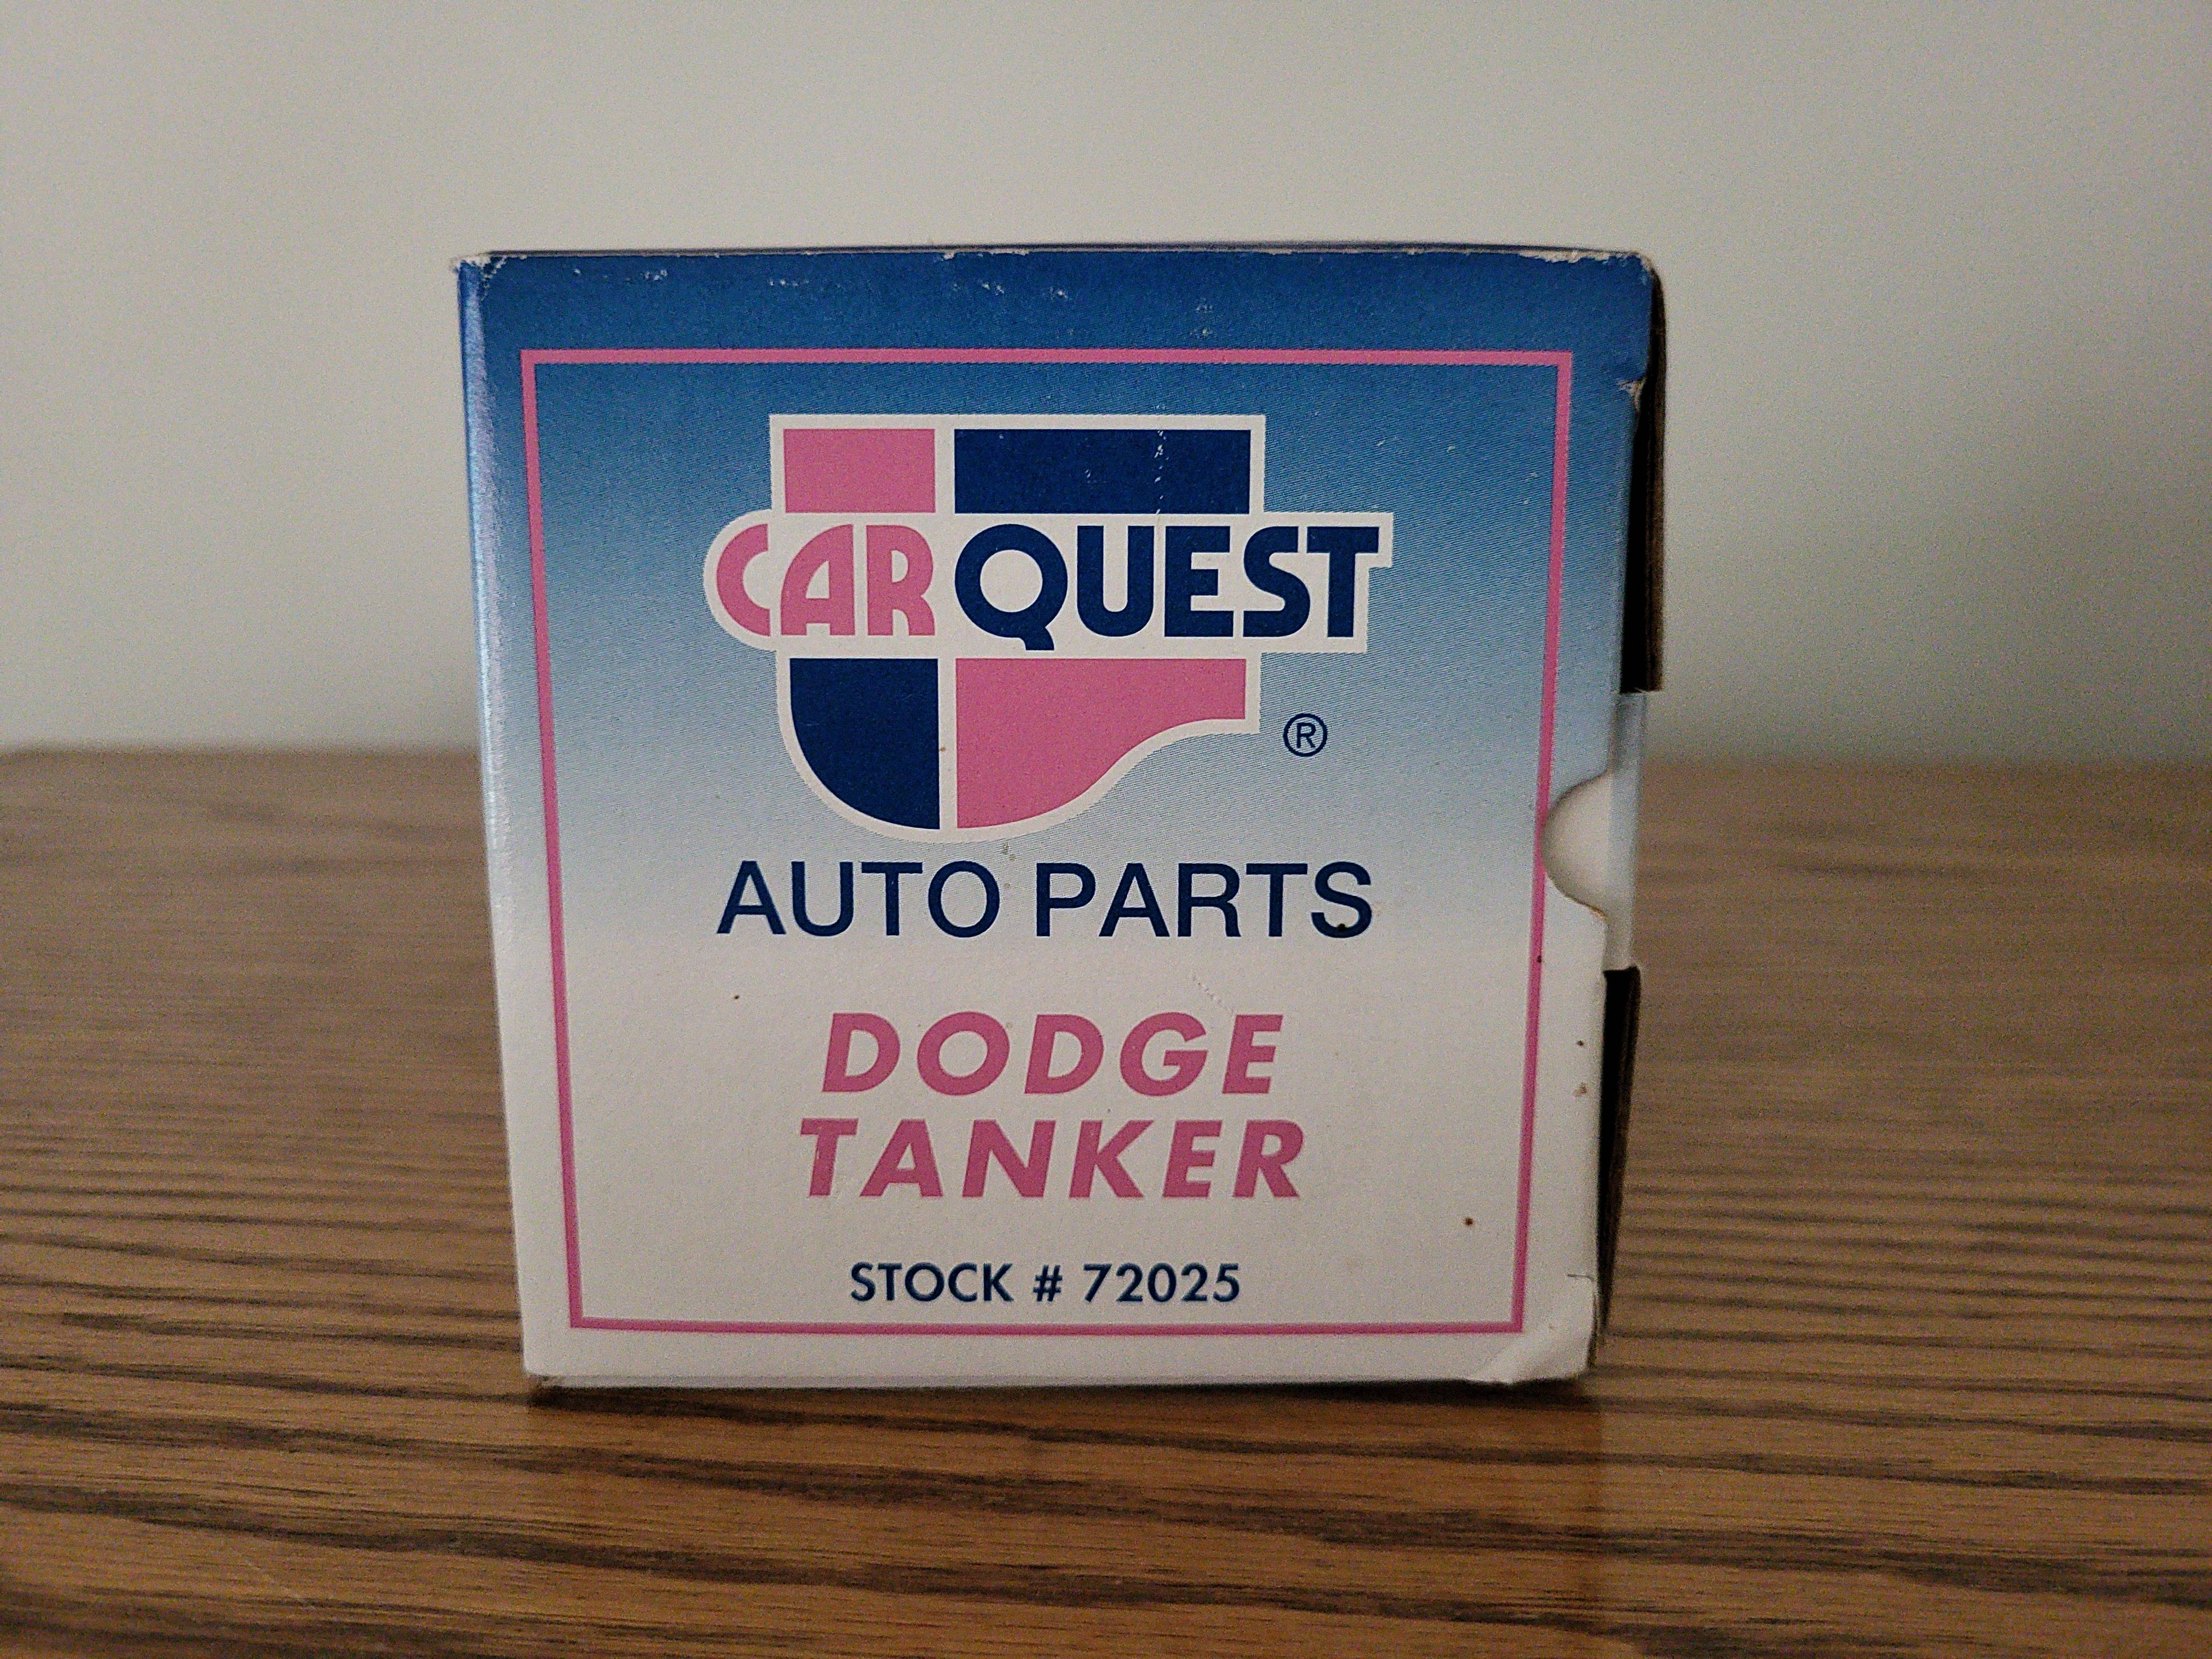 CARQUEST
®
AUTO PARTS
DODGE
TANKER
STOCK # 72025